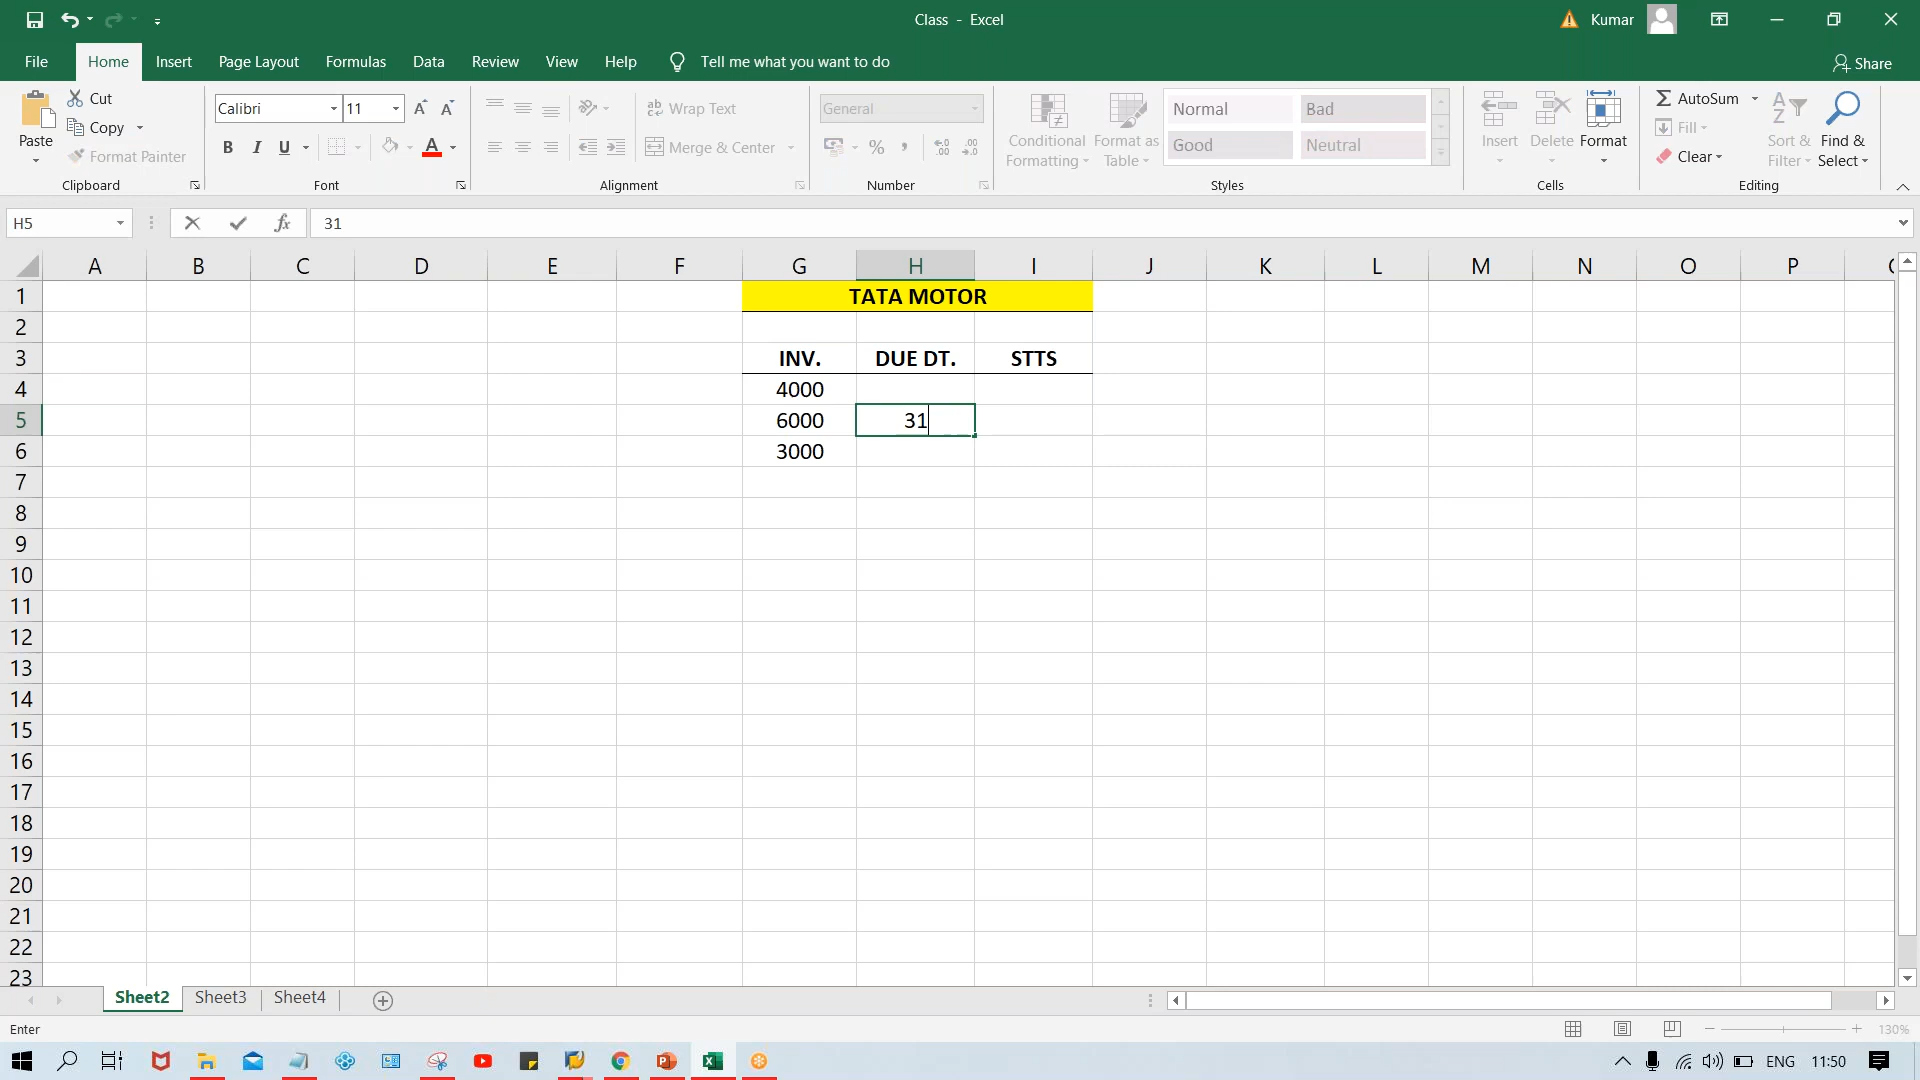 Class - Excel
Kumar
File Home Insert Page Layout Formulas Data Review View Help Tell me what you want to do
Share
Paste
Cut
Copy
Format Painter
Clipboard
Calibri 11
B I U
Font
Wrap Text
Merge & Center
Alignment
General
Number
Conditional Formatting
Format as Table
Normal Bad
Good Neutral
Styles
Insert Delete Format
Cells
AutoSum
Fill
Clear
Sort & Filter
Find & Select
Editing
H5 fx 31
A B C D E F G H I J K L M N O P
1 TATA MOTOR
2
3 INV. DUE DT. STTS
4 4000
5 6000 31
6 3000
7
8
9
10
11
12
13
14
15
16
17
18
19
20
21
22
23
Sheet2 Sheet3 Sheet4
Enter
130%
ENG 11:50